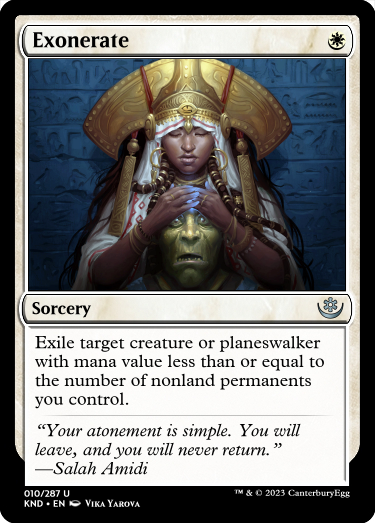 Exonerate
Sorcery
Exile target creature or planeswalker
with mana value less than or equal to
the number of nonland permanents
you control.
“Your atonement is simple. You will
leave, and you will never return.”
—Salah Amidi
010/287 U
KND • EN Vika Yarova
™ & © 2023 CanterburyEgg